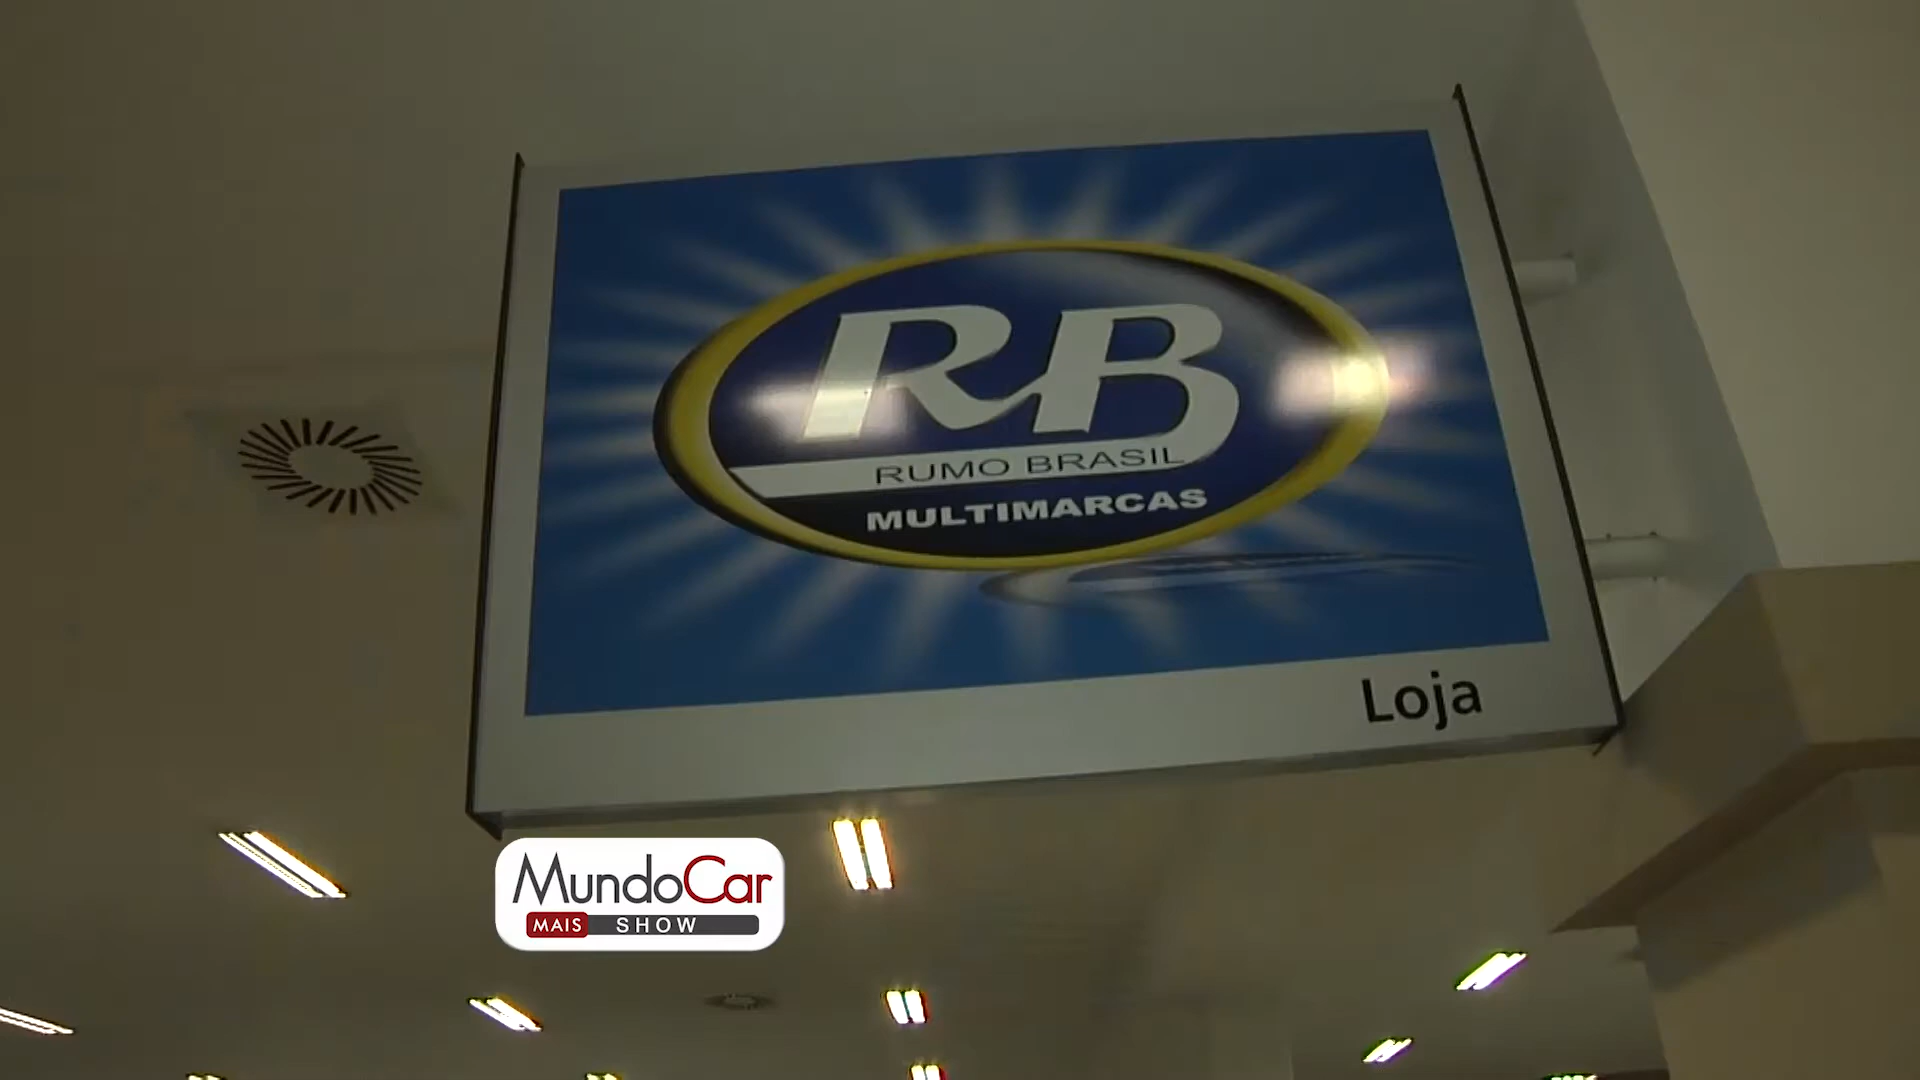 RB
RUMO BRASIL
MULTIMARCAS
Loja
MundoCar
MAIS SHOW